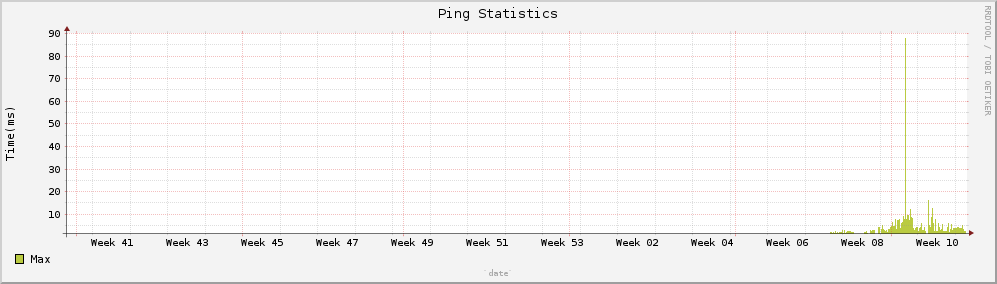 Ping Statistics
RRDTOOL / TOBI OETIKER
Time(ms)
90
80
70
60
50
40
30
20
10
Week 41 Week 43 Week 45 Week 47 Week 49 Week 51 Week 53 Week 02 Week 04 Week 06 Week 08 Week 10
Max
`date`